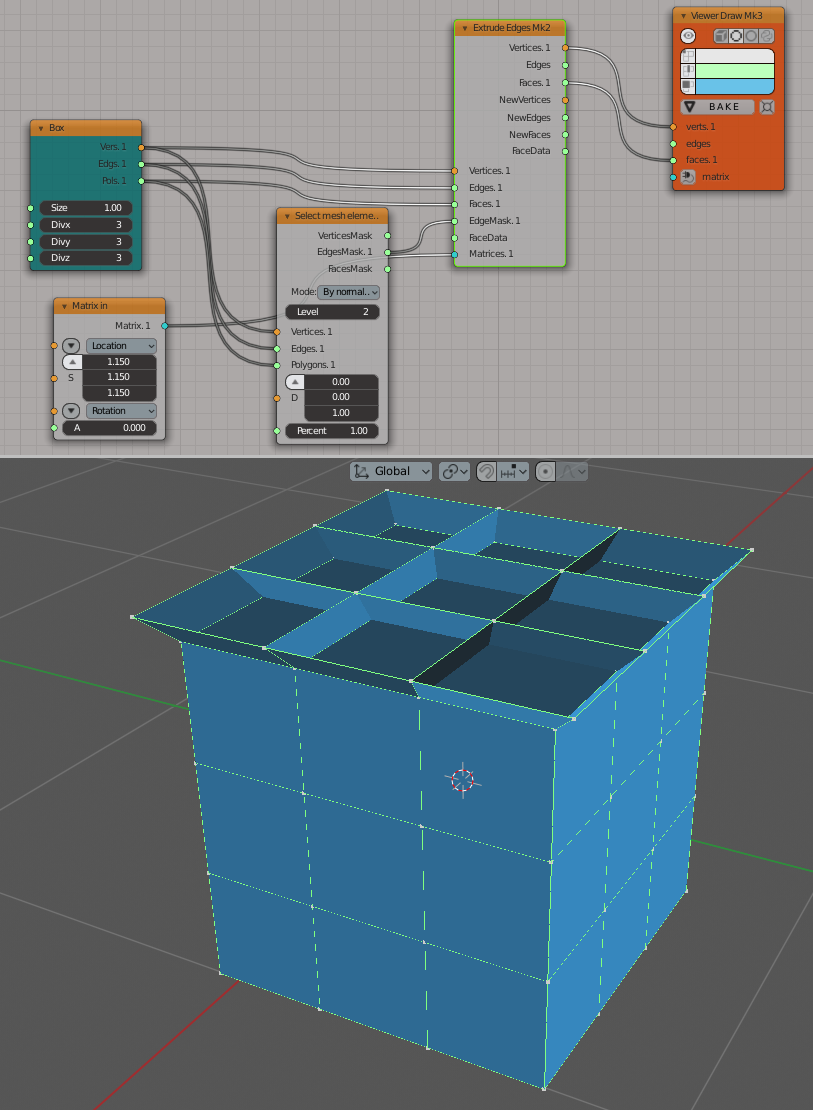 Box
Vers. 1
Edgs. 1
Pols. 1
Size 1.00
Divx 3
Divy 3
Divz 3
Matrix in
Matrix. 1
Location
1.150
S 1.150
1.150
Rotation
A 0.000
Select mesh eleme..
VerticesMask
EdgesMask. 1
FacesMask
Mode: By normal..
Level 2
Vertices. 1
Edges. 1
Polygons. 1
0.00
D 0.00
1.00
Percent 1.00
Extrude Edges Mk2
Vertices. 1
Edges
Faces. 1
NewVertices
NewEdges
NewFaces
FaceData
Vertices. 1
Edges. 1
Faces. 1
EdgeMask. 1
FaceData
Matrices. 1
Viewer Draw Mk3
BAKE
verts. 1
edges
faces. 1
matrix
Global